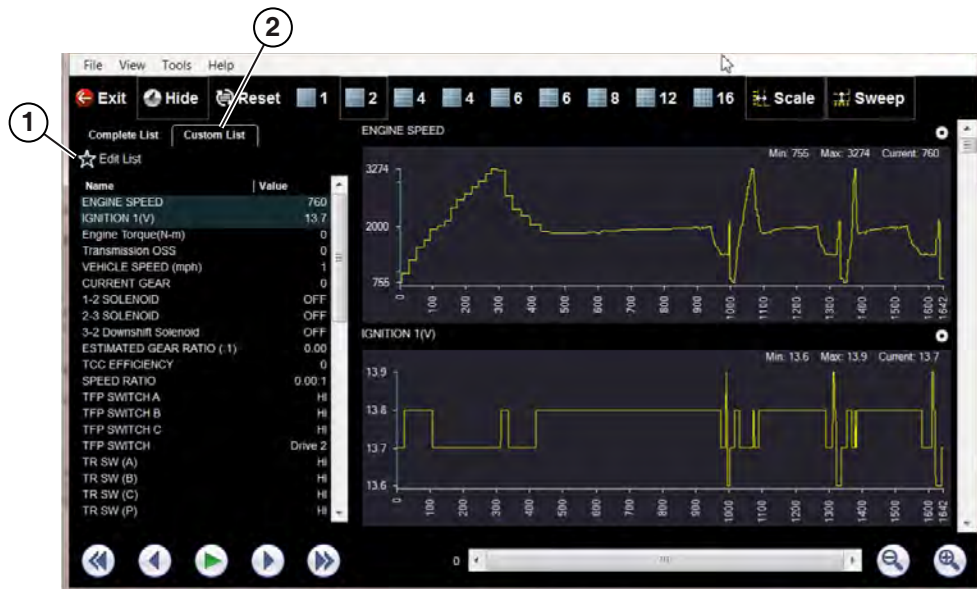 2
1
File View Tools Help
Exit Hide Reset 1 2 4 4 6 6 8 12 16 Scale Sweep
Complete List Custom List
Edit List
Name Value
ENGINE SPEED 760
IGNITION 1(V) 13.7
Engine Torque(N-m) 0
Transmission OSS 0
VEHICLE SPEED (mph) 1
CURRENT GEAR 0
1-2 SOLENOID OFF
2-3 SOLENOID OFF
3-2 Downshift Solenoid OFF
ESTIMATED GEAR RATIO (:1) 0.00
TCC EFFICIENCY 0
SPEED RATIO 0.00:1
TFP SWITCH A HI
TFP SWITCH B HI
TFP SWITCH C HI
TFP SWITCH Drive 2
TR SW (A) HI
TR SW (B) HI
TR SW (C) HI
TR SW (P) HI
ENGINE SPEED
Min: 755 Max: 3274 Current: 760
3274
2000
755
0 100 200 300 400 500 600 700 800 900 1000 1100 1200 1300 1400 1500 1600 1642
IGNITION 1(V)
Min: 13.6 Max: 13.9 Current: 13.7
13.9
13.8
13.7
13.6
0 100 200 300 400 500 600 700 800 900 1000 1100 1200 1300 1400 1500 1600 1642
0